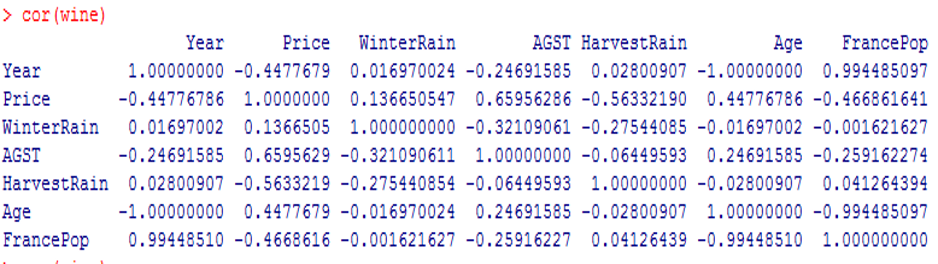 > cor(wine)
Year Price WinterRain AGST HarvestRain Age FrancePop
Year 1.00000000 -0.4477679 0.016970024 -0.24691585 0.02800907 -1.00000000 0.994485097
Price -0.44776786 1.0000000 0.136650547 0.65956286 -0.56332190 0.44776786 -0.466861641
WinterRain 0.01697002 0.1366505 1.000000000 -0.32109061 -0.27544085 -0.01697002 -0.001621627
AGST -0.24691585 0.6595629 -0.321090611 1.00000000 -0.06449593 0.24691585 -0.259162274
HarvestRain 0.02800907 -0.5633219 -0.275440854 -0.06449593 1.00000000 -0.02800907 0.041264394
Age -1.00000000 0.4477679 -0.016970024 0.24691585 -0.02800907 1.00000000 -0.994485097
FrancePop 0.99448510 -0.4668616 -0.001621627 -0.25916227 0.04126439 -0.99448510 1.000000000